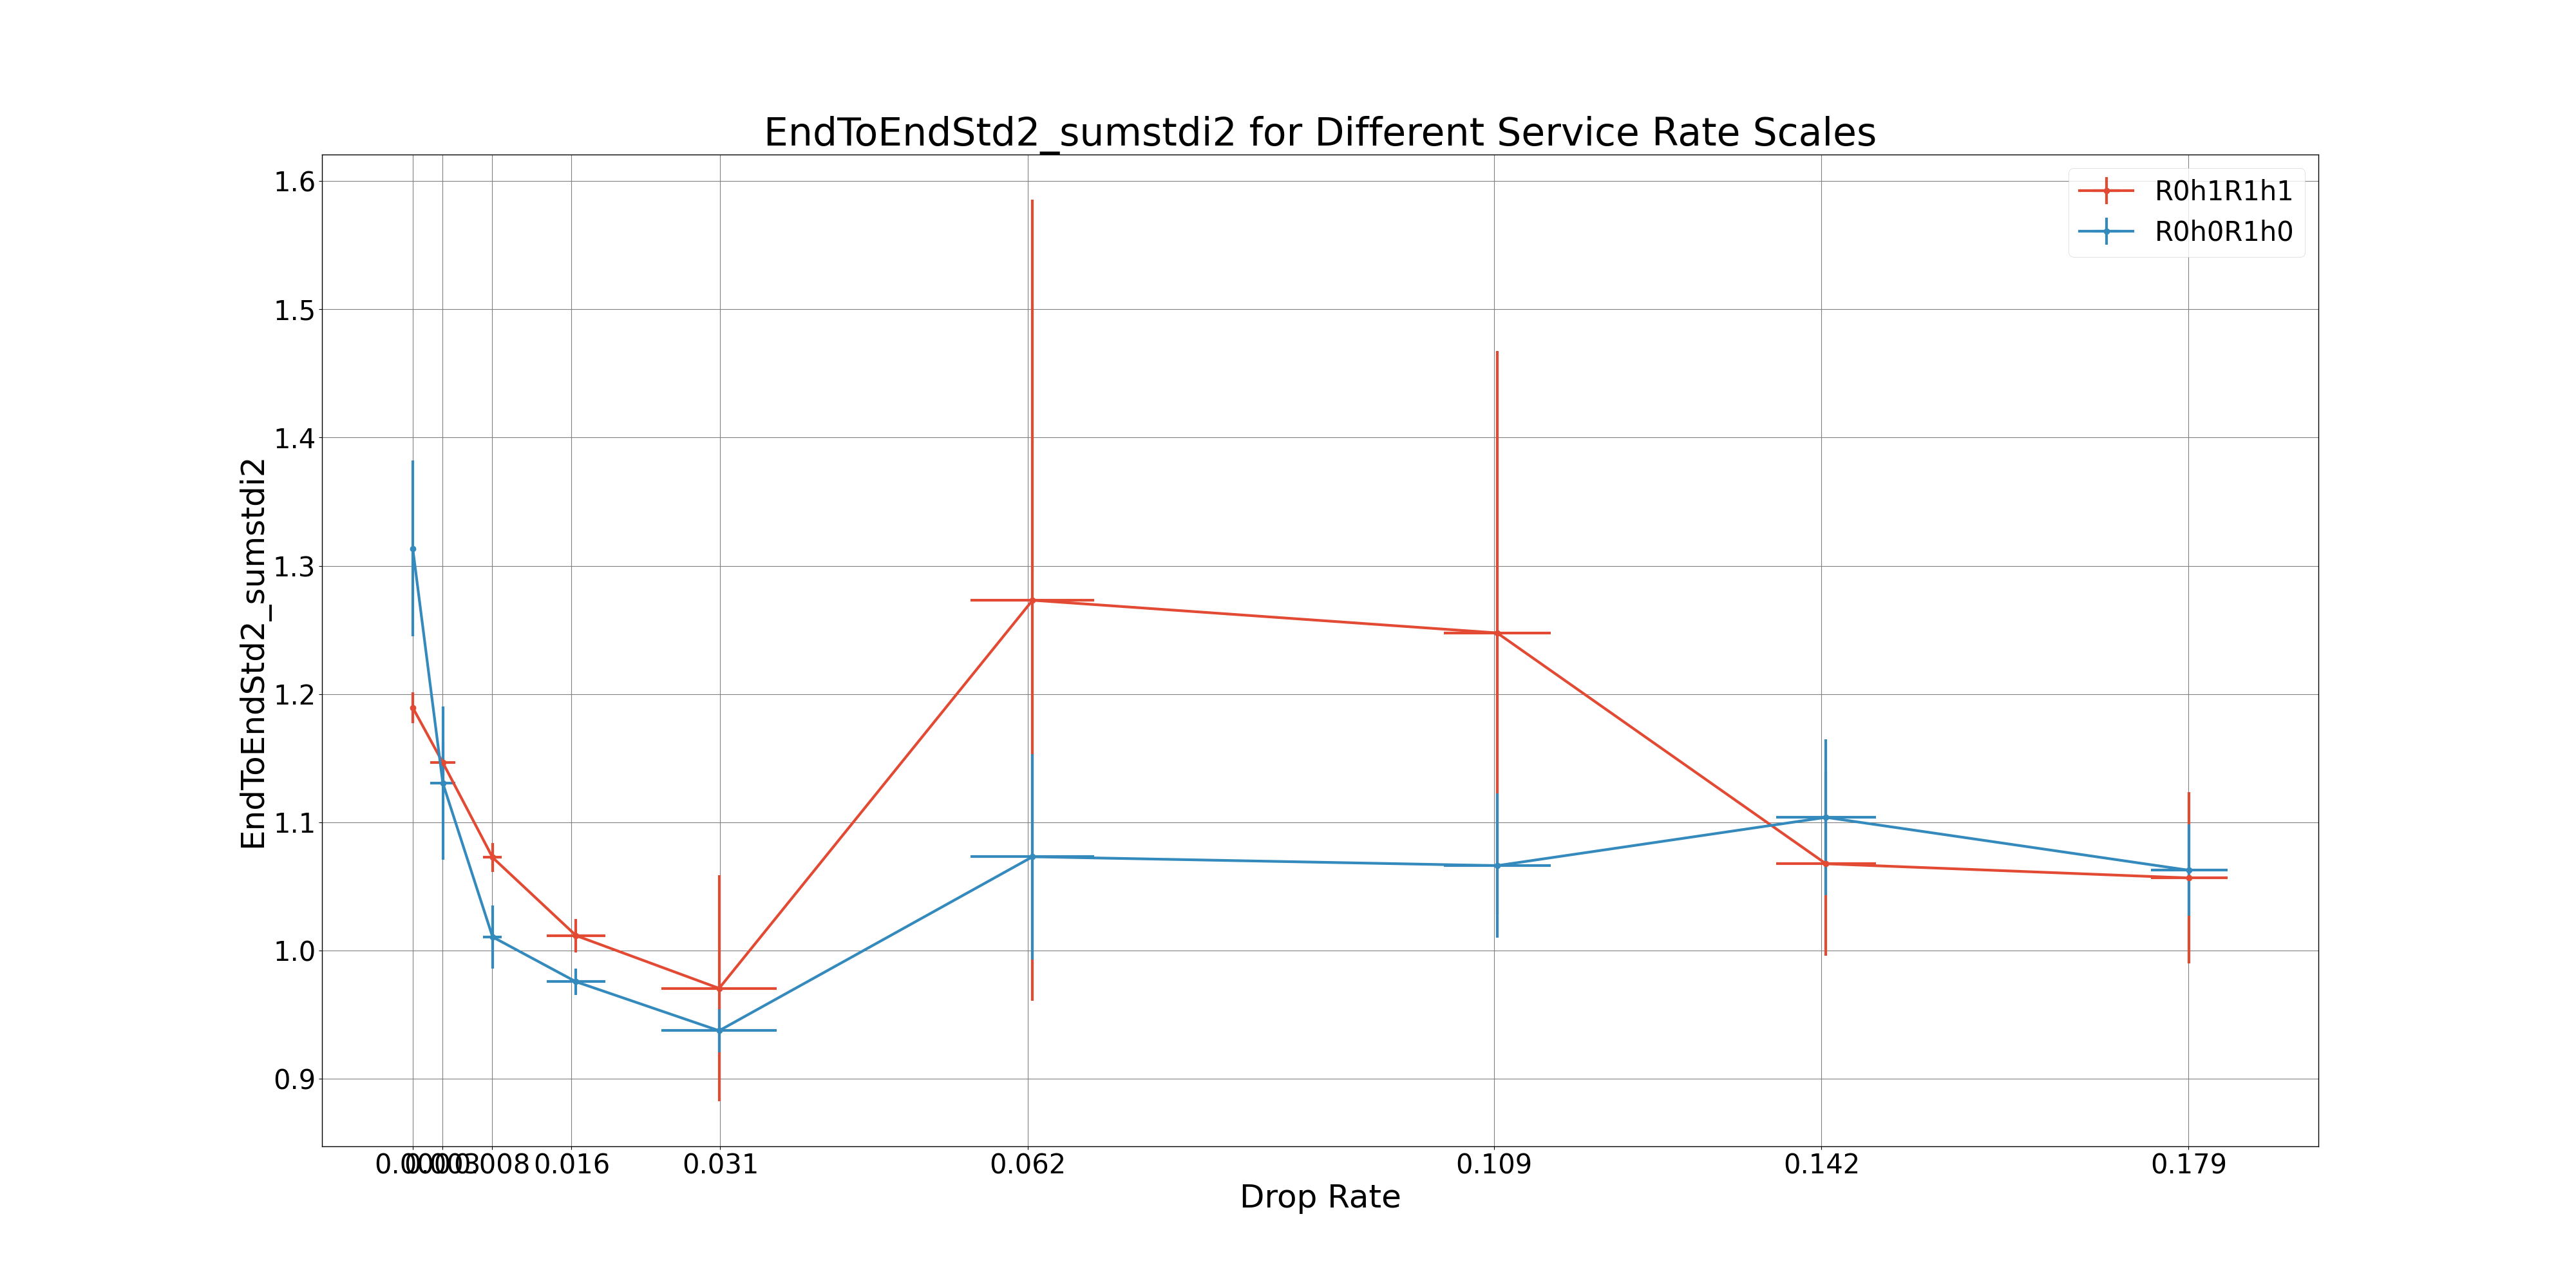 EndToEndStd2_sumstdi2 for Different Service Rate Scales
R0h1R1h1
R0h0R1h0
1.6
1.5
1.4
1.3
1.2
1.1
1.0
0.9
EndToEndStd2_sumstdi2
0.016 0.031 0.062 0.109 0.142 0.179
Drop Rate